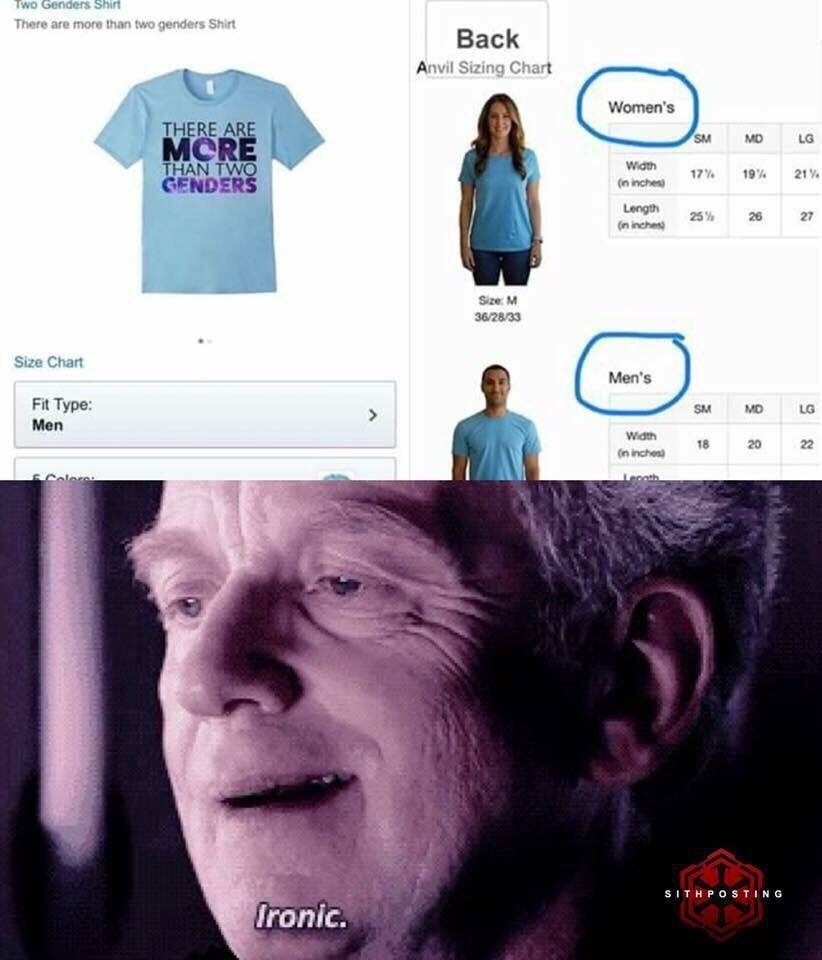 Two Genders Shirt
There are more than two genders Shirt
THERE ARE
MORE
THAN TWO
GENDERS
Size Chart
Fit Type:
Men
5 Colors:
Back
Anvil Sizing Chart
Size: M
36/28/33
Women's
SM MD LG
Width
(in inches) 17 ¼ 19 ¼ 21 ¼
Length
(in inches) 25 ½ 26 27
Men's
SM MD LG
Width
(in inches) 18 20 22
Length
Ironic.
SITHPOSTING